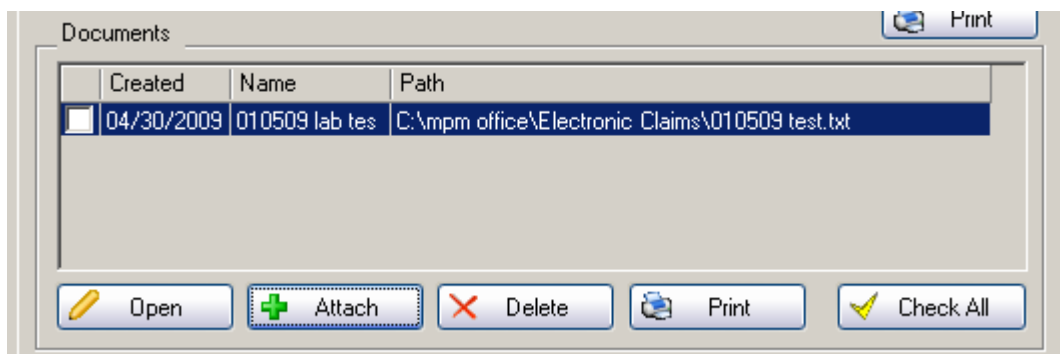 Print
Documents
Created Name Path
04/30/2009 010509 lab tes C:\mpm office\Electronic Claims\010509 test.txt
Open Attach Delete Print Check All